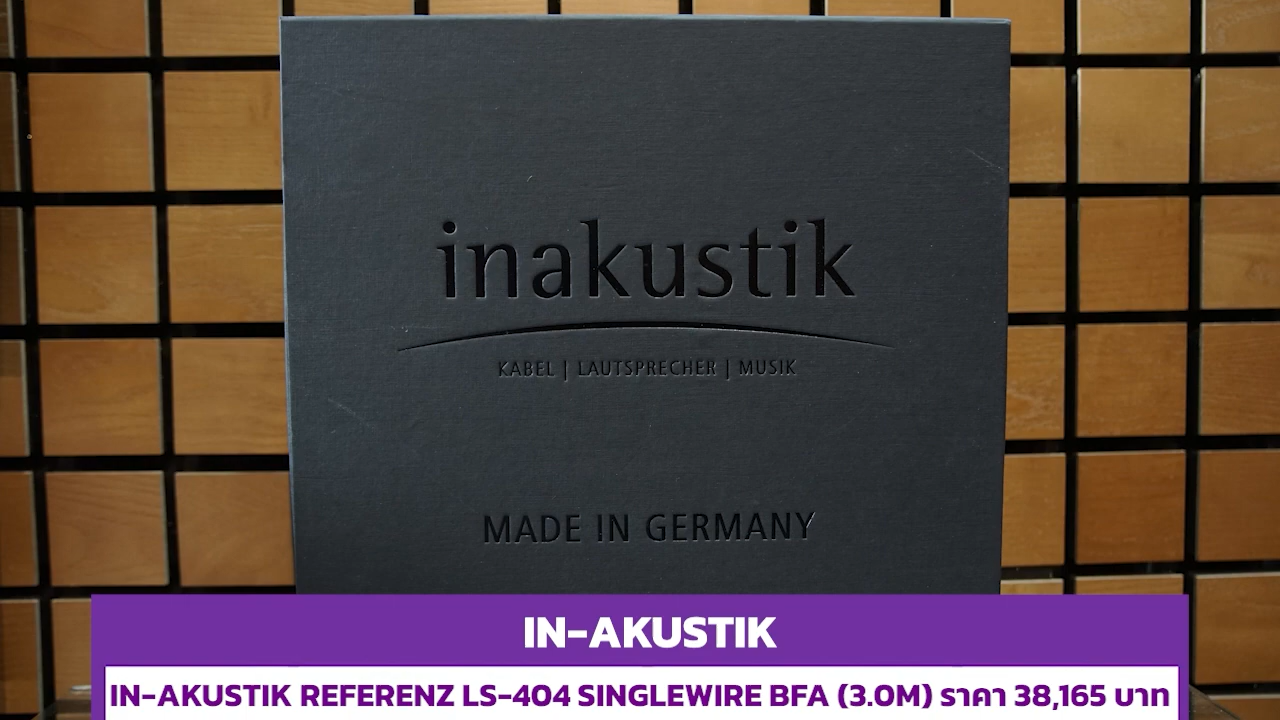 inakustik
KABEL | LAUTSPRECHER | MUSIK
MADE IN GERMANY
IN-AKUSTIK
IN-AKUSTIK REFERENZ LS-404 SINGLEWIRE BFA (3.0M) ราคา 38,165 บาท